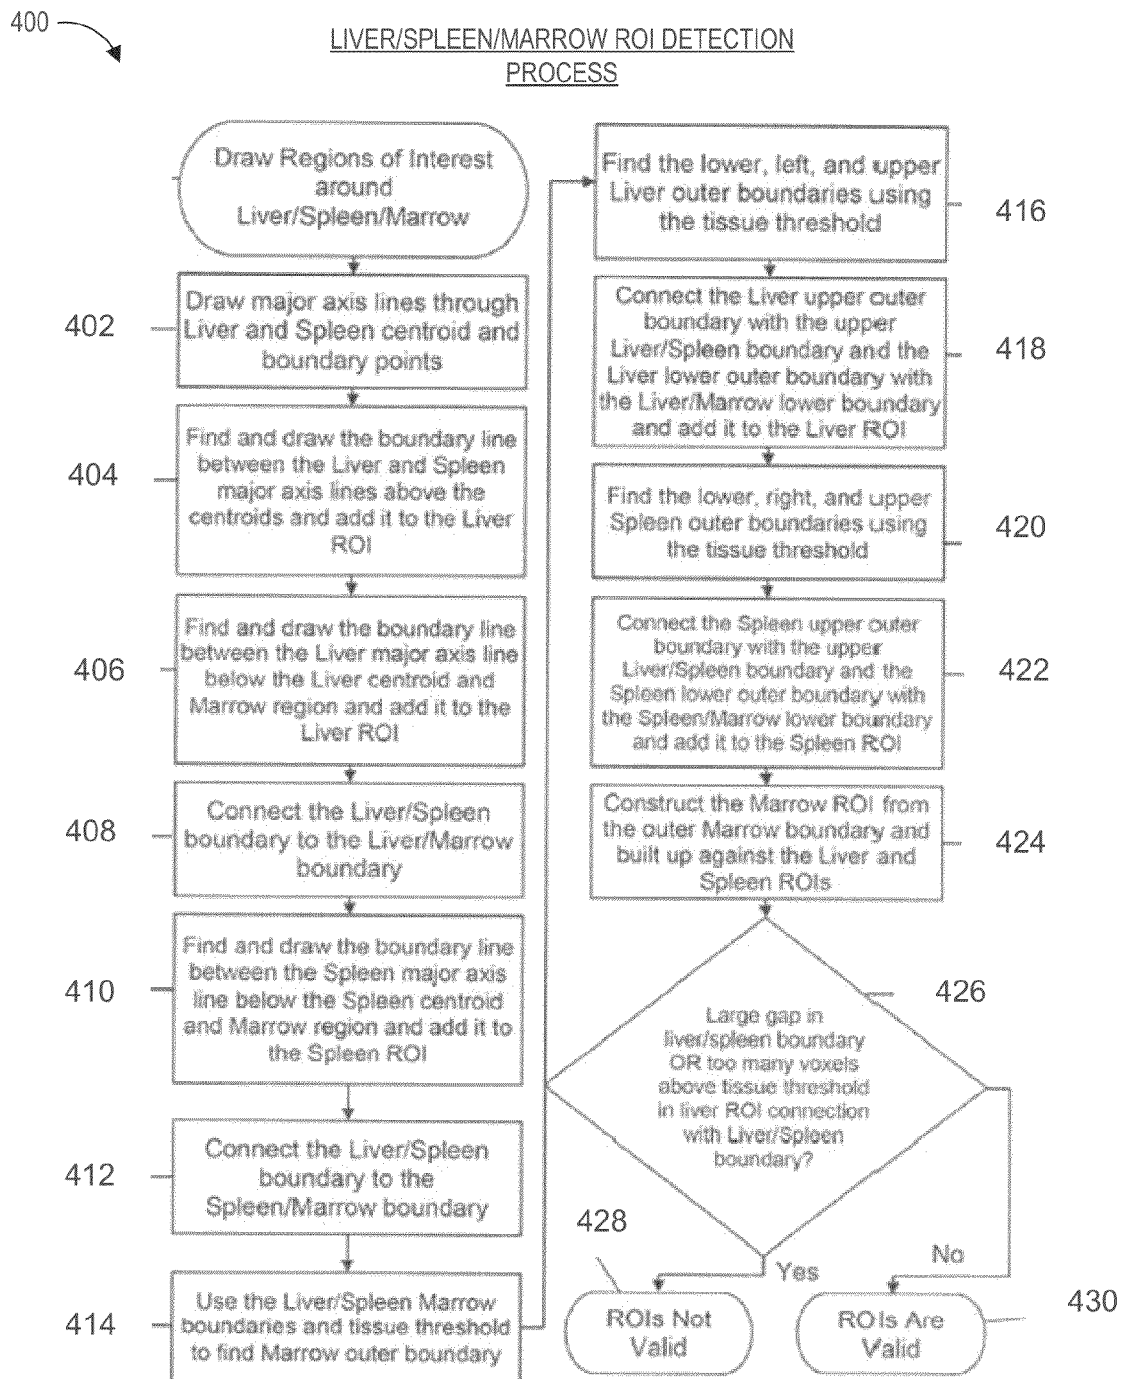 400
LIVER/SPLEEN/MARROW ROI DETECTION
PROCESS
Draw Regions of Interest
around
Liver/Spleen/Marrow
402
Draw major axis lines through
Liver and Spleen centroid and
boundary points
404
Find and draw the boundary line
between the Liver and Spleen
major axis lines above the
centroids and add it to the Liver
ROI
406
Find and draw the boundary line
between the Liver major axis line
below the Liver centroid and
Marrow region and add it to the
Liver ROI
408
Connect the Liver/Spleen
boundary to the Liver/Marrow
boundary
410
Find and draw the boundary line
between the Spleen major axis
line below the Spleen centroid
and Marrow region and add it to
the Spleen ROI
412
Connect the Liver/Spleen
boundary to the
Spleen/Marrow boundary
414
Use the Liver/Spleen Marrow
boundaries and tissue threshold
to find Marrow outer boundary
Find the lower, left, and upper
Liver outer boundaries using
the tissue threshold
416
Connect the Liver upper outer
boundary with the upper
Liver/Spleen boundary and the
Liver lower outer boundary with
the Liver/Marrow lower boundary
and add it to the Liver ROI
418
Find the lower, right, and upper
Spleen outer boundaries using
the tissue threshold
420
Connect the Spleen upper outer
boundary with the upper
Liver/Spleen boundary and the
Spleen lower outer boundary with
the Spleen/Marrow lower boundary
and add it to the Spleen ROI
422
Construct the Marrow ROI from
the outer Marrow boundary and
built up against the Liver and
Spleen ROIs
424
Large gap in
liver/spleen boundary
OR too many voxels
above tissue threshold
in liver ROI connection
with Liver/Spleen
boundary?
426
428
Yes
No
ROIs Not
Valid
ROIs Are
Valid
430